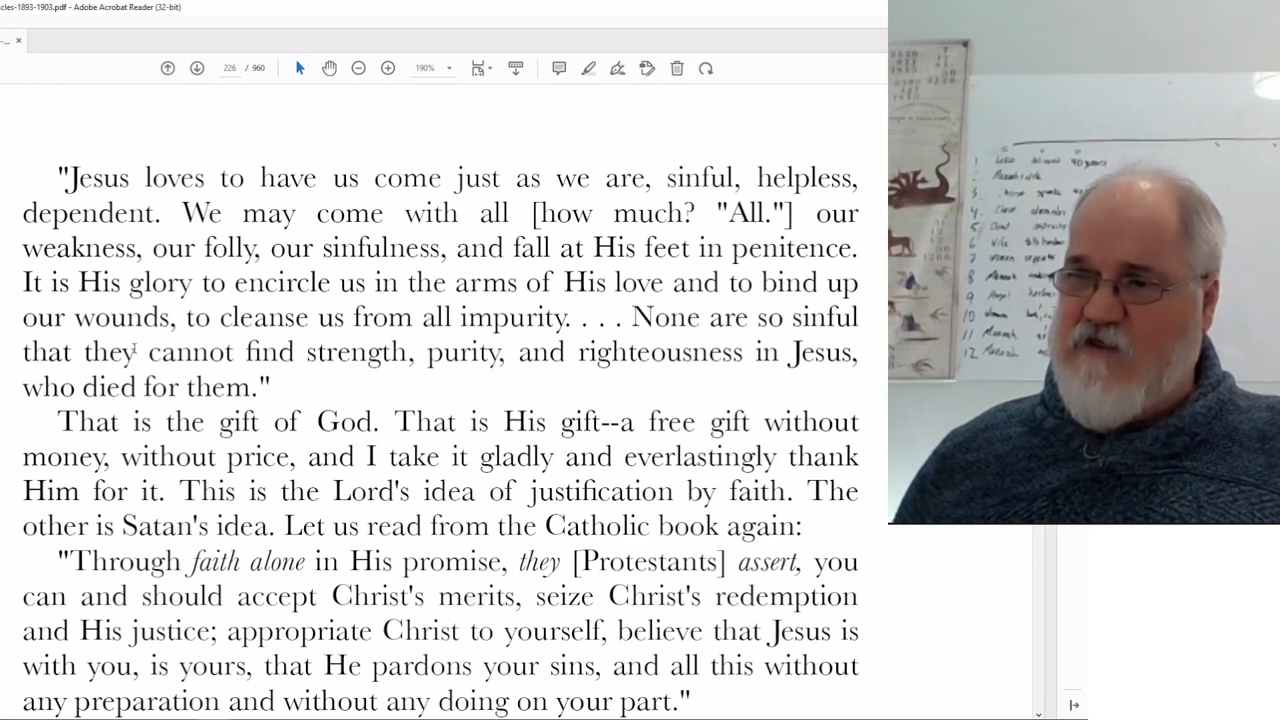 cles-1893-1903.pdf - Adobe Acrobat Reader (32-bit)
226 / 960
190%
"Jesus loves to have us come just as we are, sinful, helpless,
dependent. We may come with all [how much? "All."] our
weakness, our folly, our sinfulness, and fall at His feet in penitence.
It is His glory to encircle us in the arms of His love and to bind up
our wounds, to cleanse us from all impurity. . . . None are so sinful
that they cannot find strength, purity, and righteousness in Jesus,
who died for them."
That is the gift of God. That is His gift--a free gift without
money, without price, and I take it gladly and everlastingly thank
Him for it. This is the Lord's idea of justification by faith. The
other is Satan's idea. Let us read from the Catholic book again:
"Through faith alone in His promise, they [Protestants] assert, you
can and should accept Christ's merits, seize Christ's redemption
and His justice; appropriate Christ to yourself, believe that Jesus is
with you, is yours, that He pardons your sins, and all this without
any preparation and without any doing on your part."
40 years
4. Christ
12.